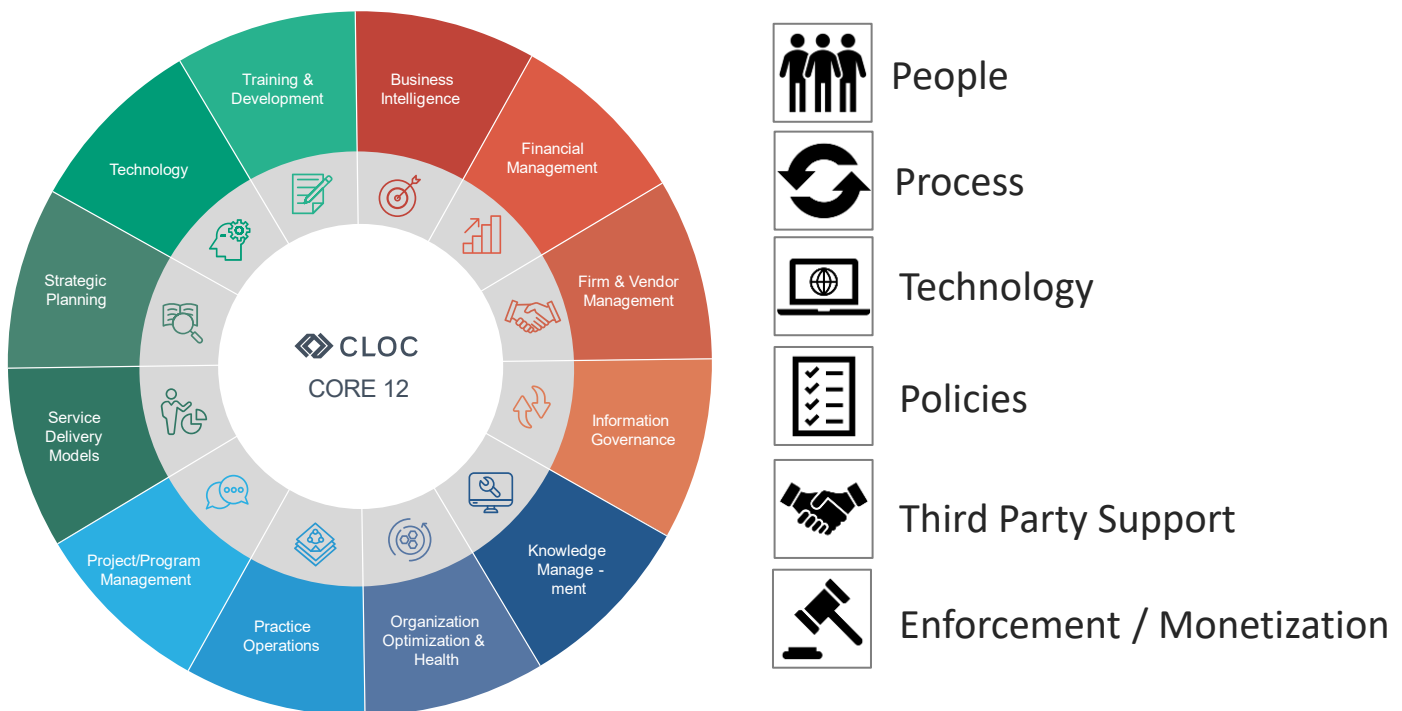 Training &
Development
Business
Intelligence
Financial
Management
Firm & Vendor
Management
Information
Governance
Knowledge
Manage -
ment
Organization
Optimization &
Health
Practice
Operations
Project/Program
Management
Service
Delivery
Models
Strategic
Planning
Technology
CLOC
CORE 12
People
Process
Technology
Policies
Third Party Support
Enforcement / Monetization